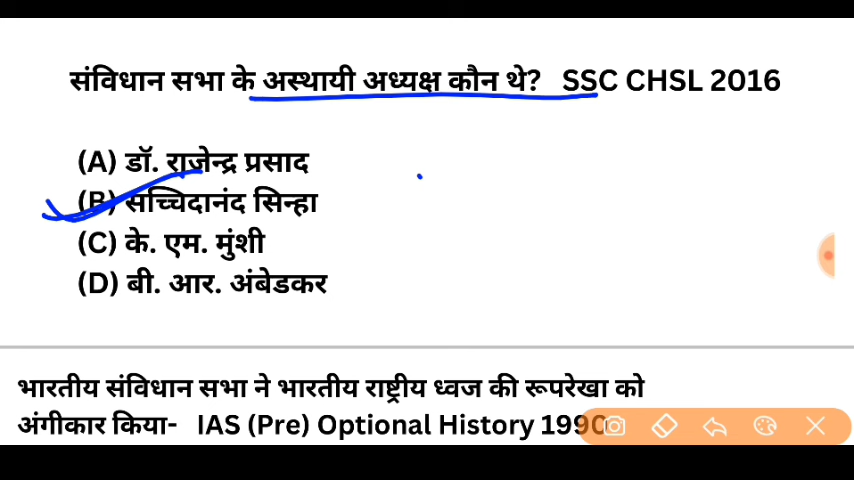 संविधान सभा के अस्थायी अध्यक्ष कौन थे? SSC CHSL 2016
(A) डॉ. राजेन्द्र प्रसाद
(B) सच्चिदानंद सिन्हा
(C) के. एम. मुंशी
(D) बी. आर. अंबेडकर
भारतीय संविधान सभा ने भारतीय राष्ट्रीय ध्वज की रूपरेखा को
अंगीकार किया- IAS (Pre) Optional History 1990